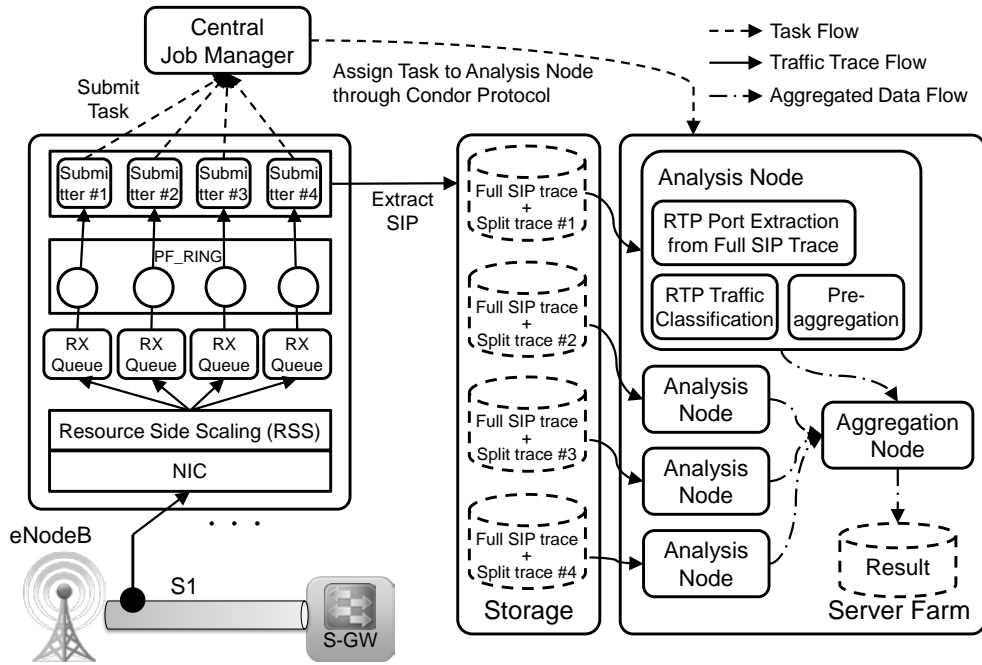 Central
Job Manager
Task Flow
Traffic Trace Flow
Aggregated Data Flow
Submit
Task
Assign Task to Analysis Node
through Condor Protocol
Submi
tter #1
Submi
tter #2
Submi
tter #3
Submi
tter #4
Extract
SIP
PF_RING
RX
Queue
RX
Queue
RX
Queue
RX
Queue
Resource Side Scaling (RSS)
NIC
. . .
eNodeB
S1
S-GW
Full SIP trace
+
Split trace #1
Full SIP trace
+
Split trace #2
Full SIP trace
+
Split trace #3
Full SIP trace
+
Split trace #4
Storage
Analysis Node
RTP Port Extraction
from Full SIP Trace
RTP Traffic
Classification
Pre-
aggregation
Analysis
Node
Analysis
Node
Analysis
Node
Aggregation
Node
Result
Server Farm